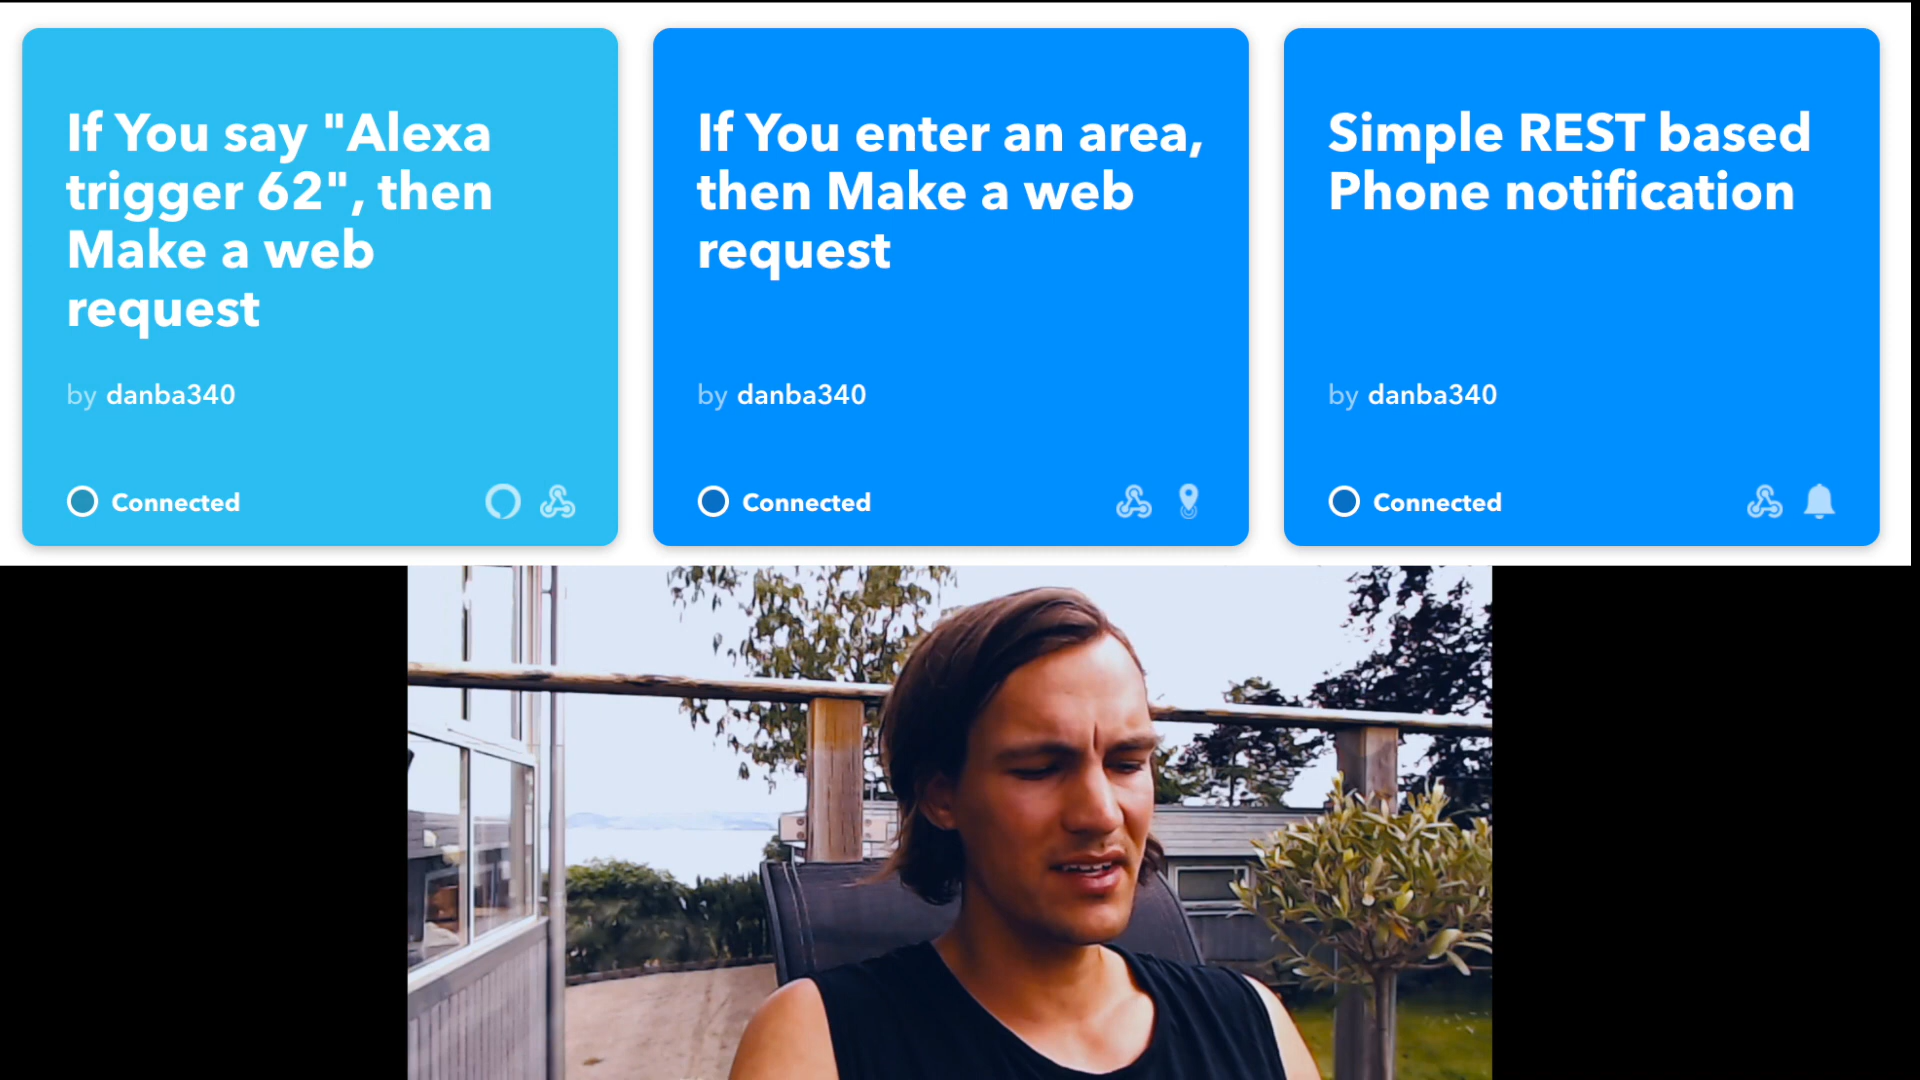 If You say "Alexa
trigger 62", then
Make a web
request
by danba340
Connected
If You enter an area,
then Make a web
request
by danba340
Connected
Simple REST based
Phone notification
by danba340
Connected